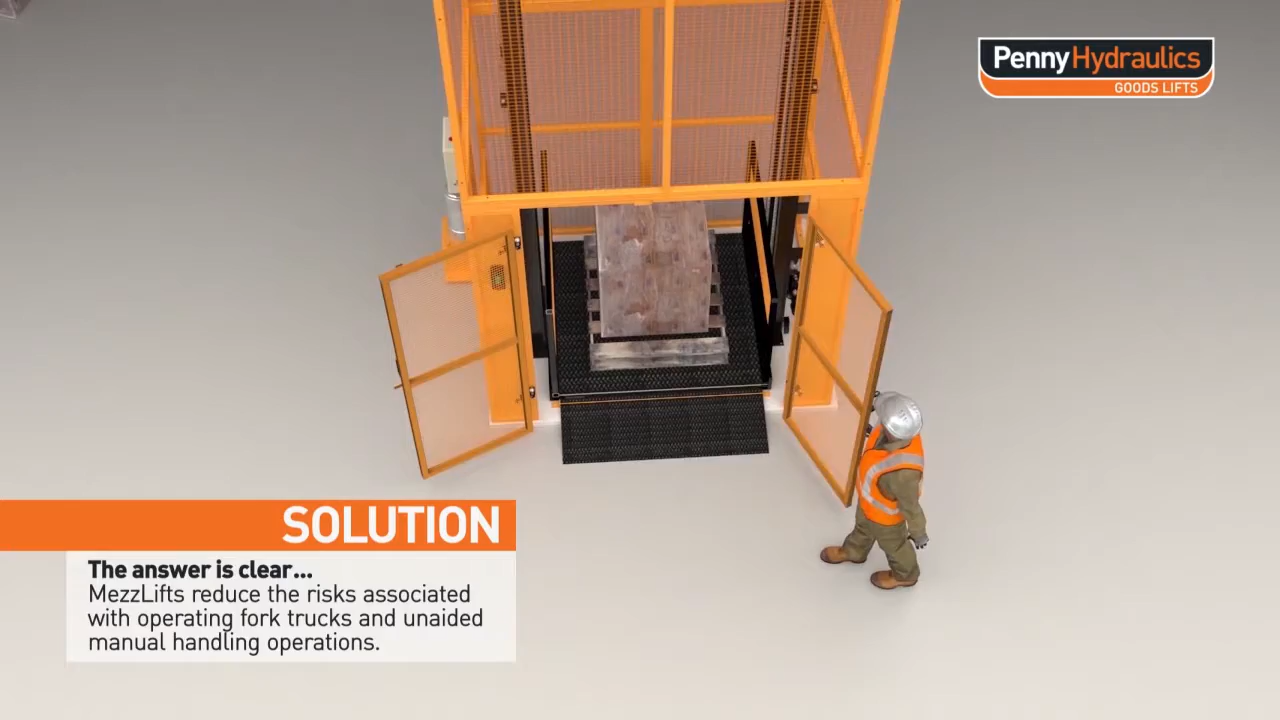 PennyHydraulics
GOODS LIFTS
SOLUTION
The answer is clear...
MezzLifts reduce the risks associated
with operating fork trucks and unaided
manual handling operations.